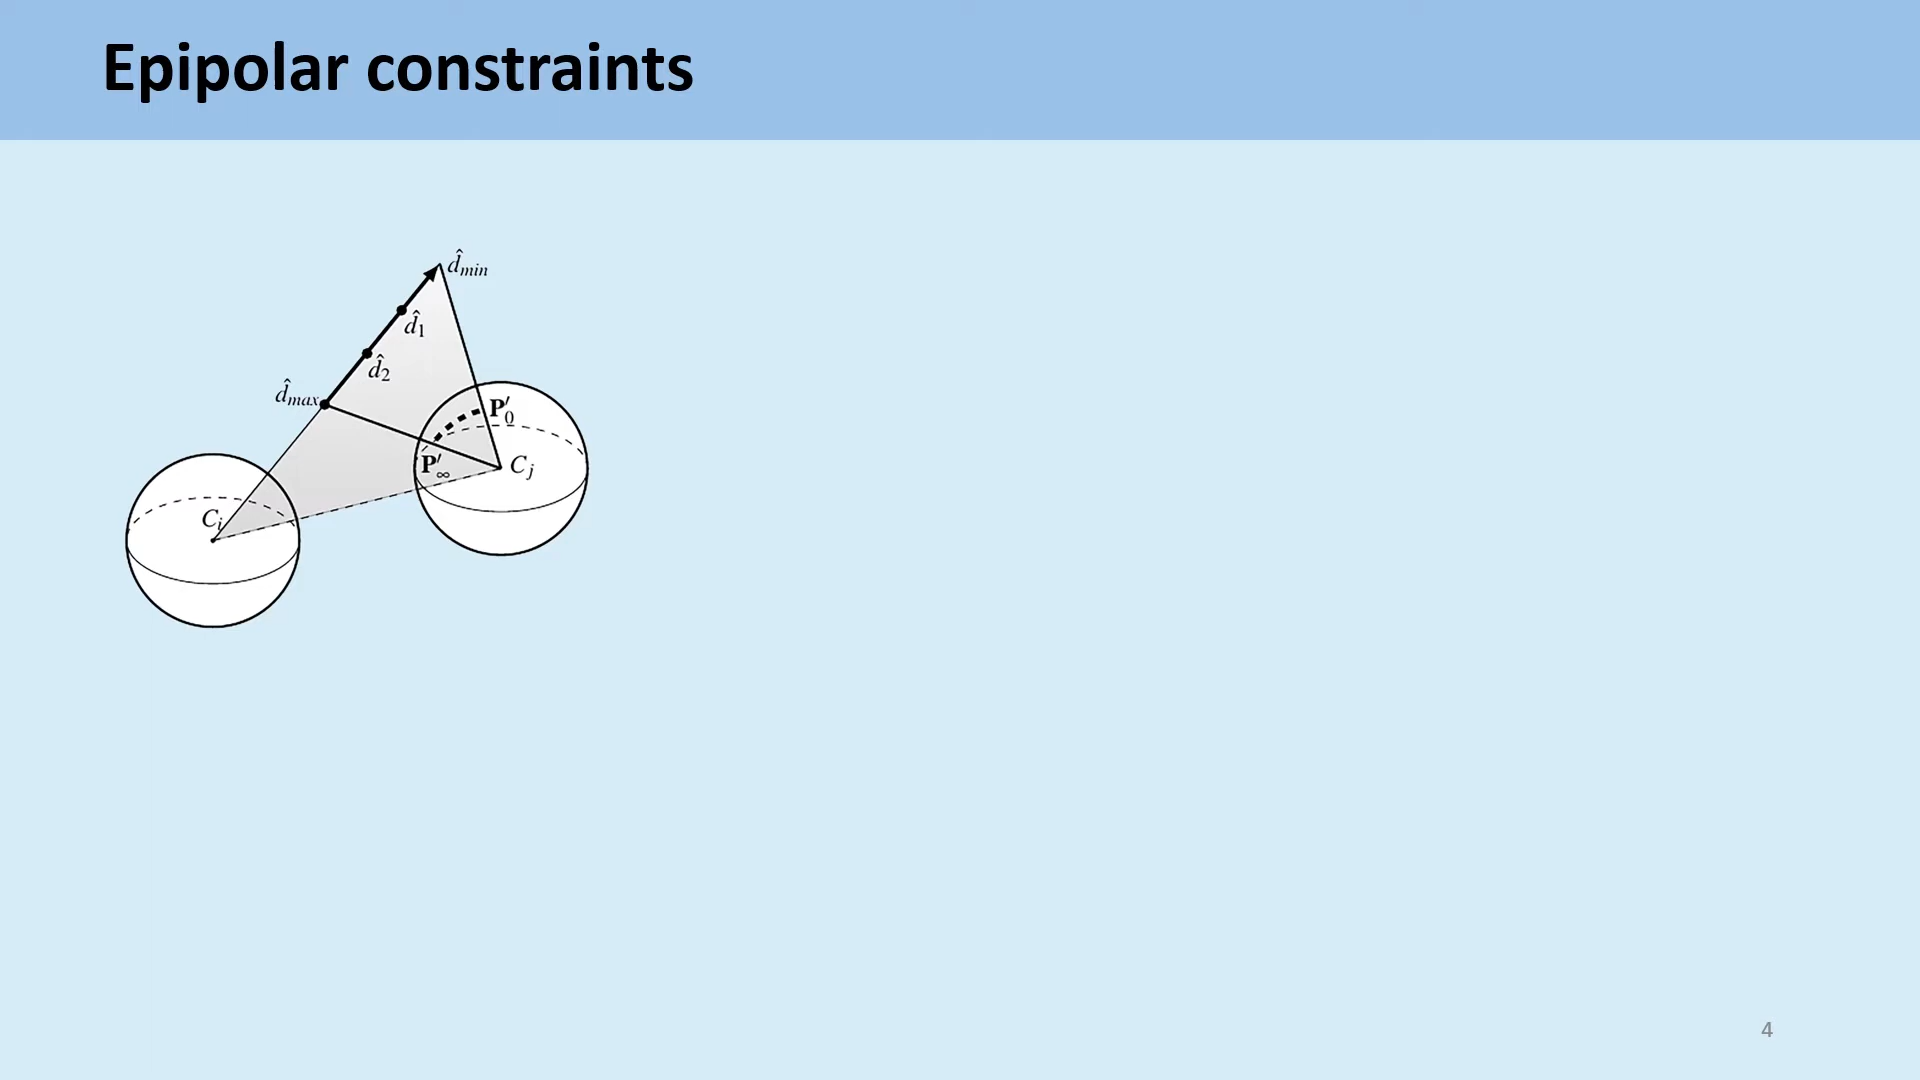 Epipolar constraints
d̂min
d̂1
d̂2
d̂max
P′0
P′∞
Cj
Ci
4